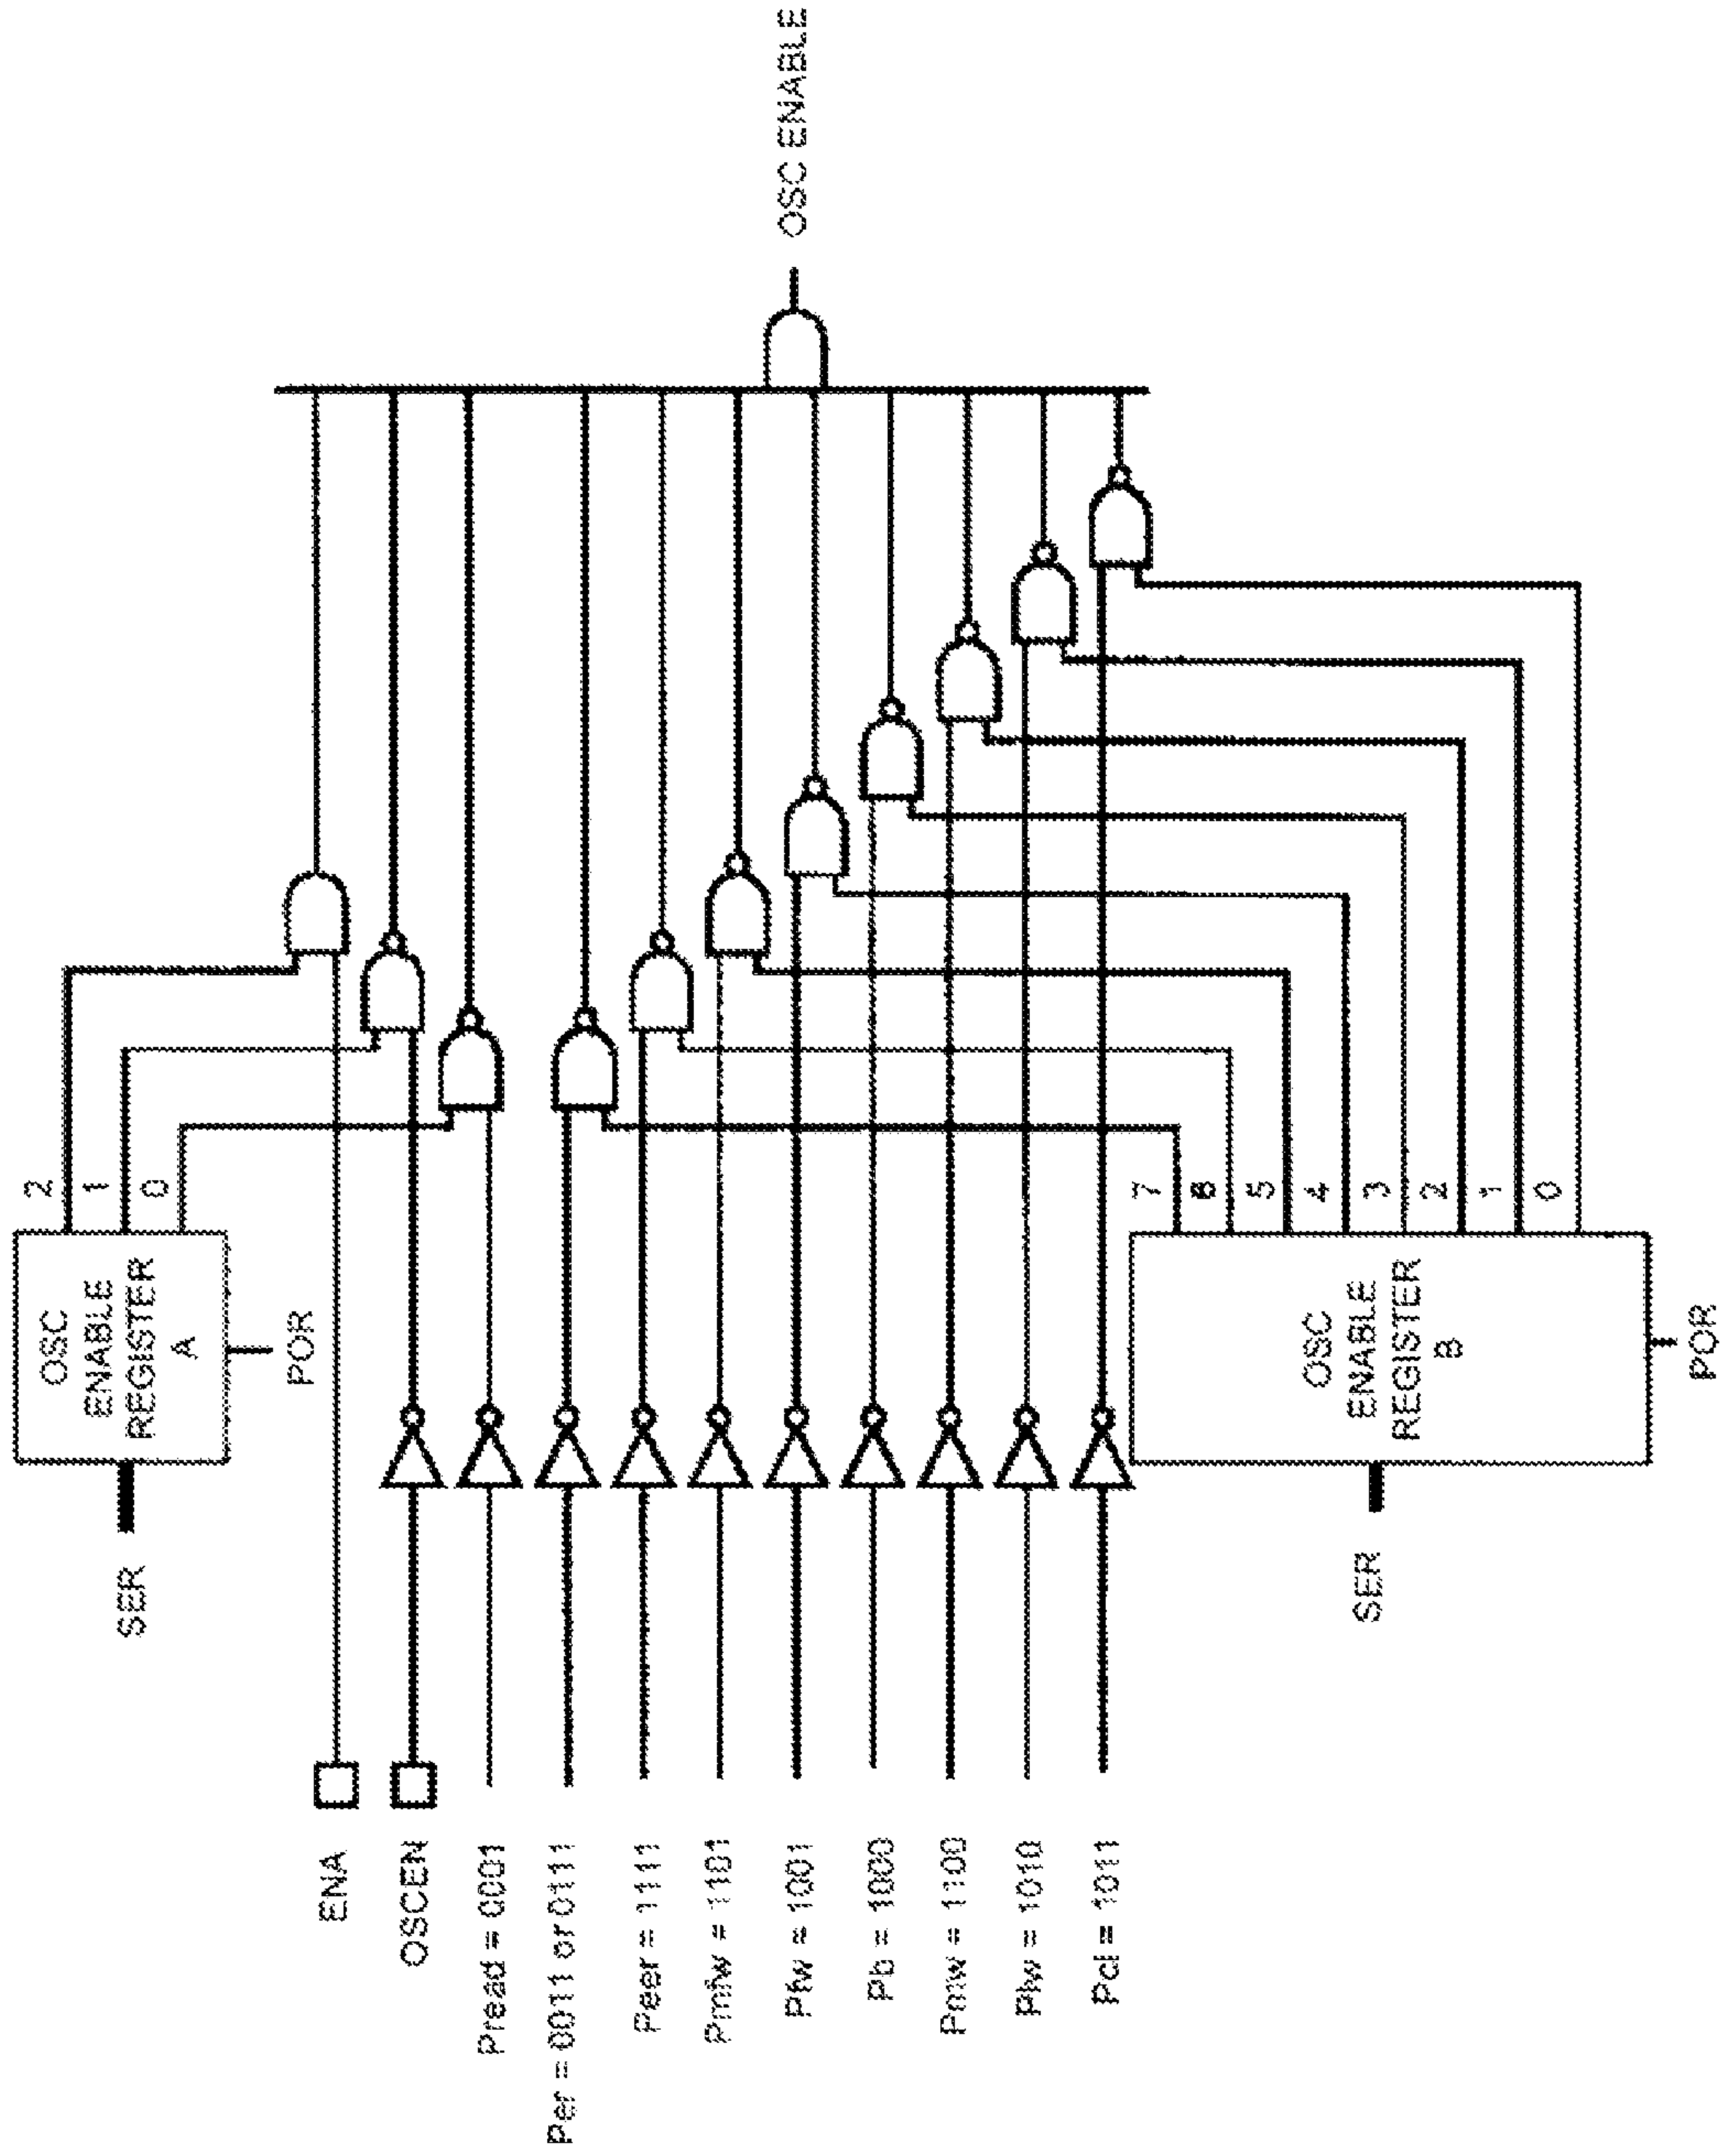 SER
OSC
ENABLE
REGISTER
A
POR
2
1
0
ENA
OSCEN
Pread = 0001
Per = 0011 or 0111
Peer = 1111
Pmfw = 1101
Pfw = 1001
Pb = 1000
Pmw = 1100
Plw = 1010
Pcl = 1011
OSC ENABLE
SER
OSC
ENABLE
REGISTER
B
POR
7
6
5
4
3
2
1
0